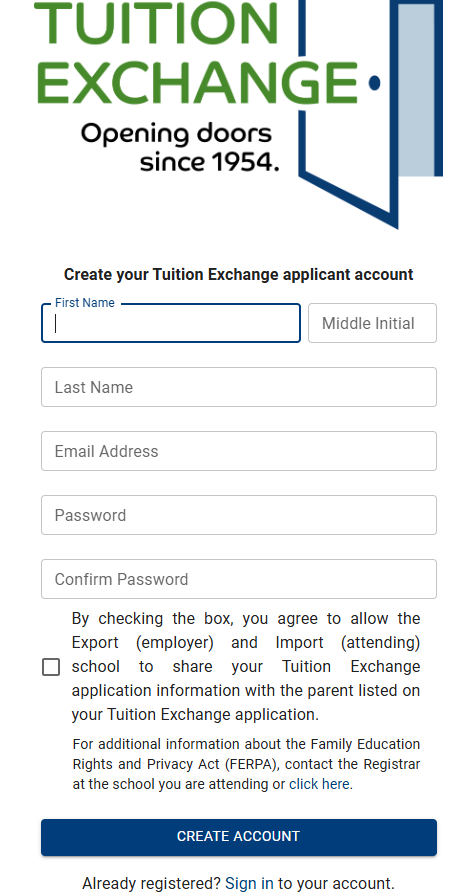 TUITION
EXCHANGE
Opening doors
since 1954.
Create your Tuition Exchange applicant account
First Name
Middle Initial
Last Name
Email Address
Password
Confirm Password
By checking the box, you agree to allow the
Export (employer) and Import (attending)
school to share your Tuition Exchange
application information with the parent listed on
your Tuition Exchange application.
For additional information about the Family Education
Rights and Privacy Act (FERPA), contact the Registrar
at the school you are attending or click here.
CREATE ACCOUNT
Already registered? Sign in to your account.